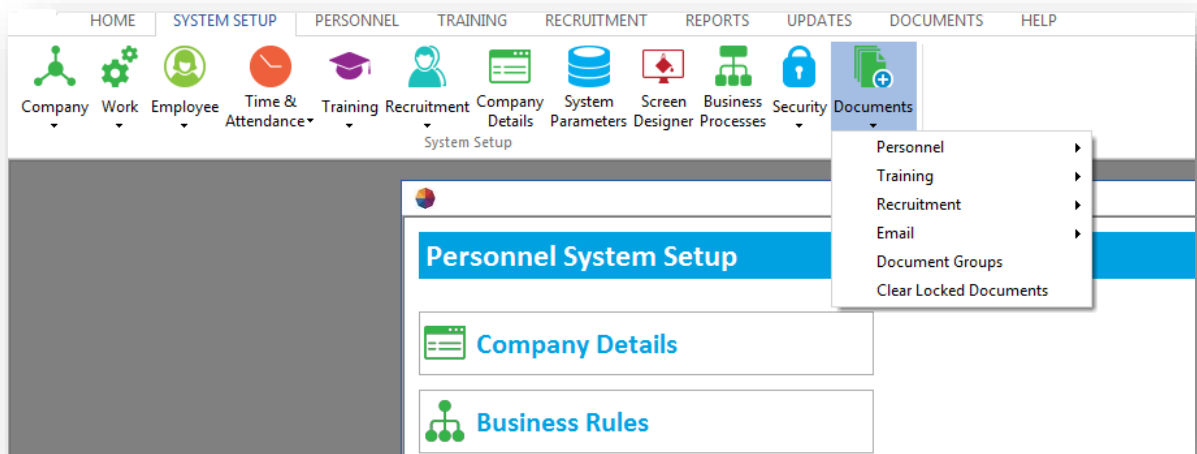 HOME SYSTEM SETUP PERSONNEL TRAINING RECRUITMENT REPORTS UPDATES DOCUMENTS HELP
Company Work Employee Time & Attendance Training Recruitment Company Details System Parameters Screen Designer Business Processes Security Documents
System Setup
Personnel
Training
Recruitment
Email
Document Groups
Clear Locked Documents
Personnel System Setup
Company Details
Business Rules